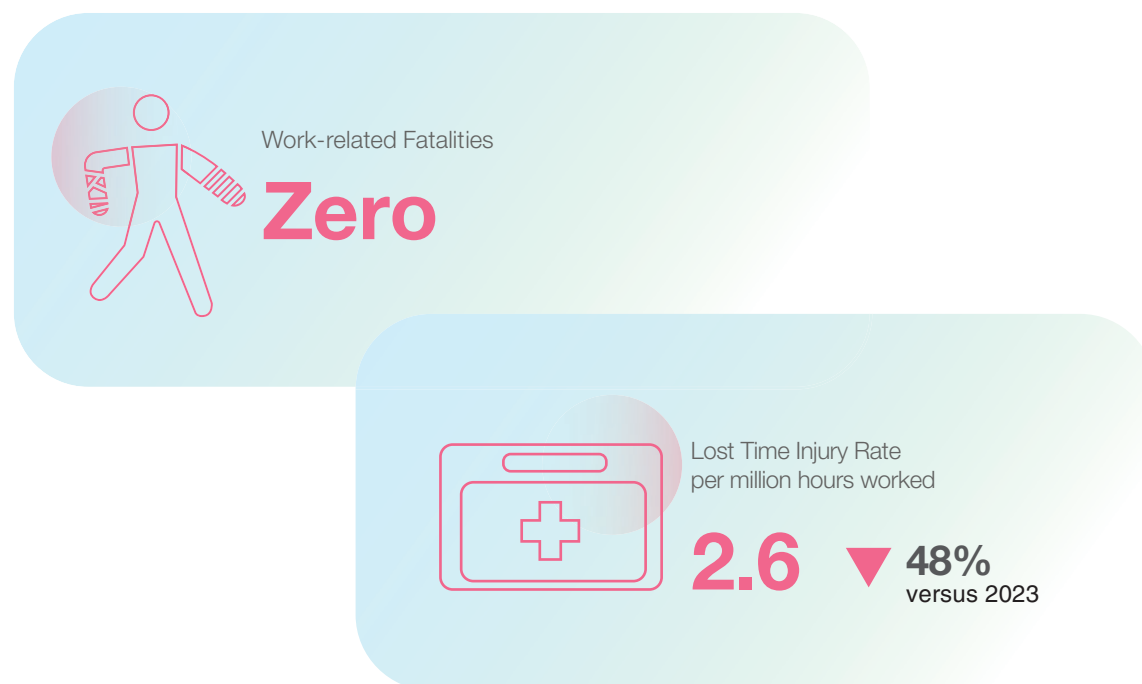 Work-related Fatalities
Zero
Lost Time Injury Rate
per million hours worked
2.6
48%
versus 2023